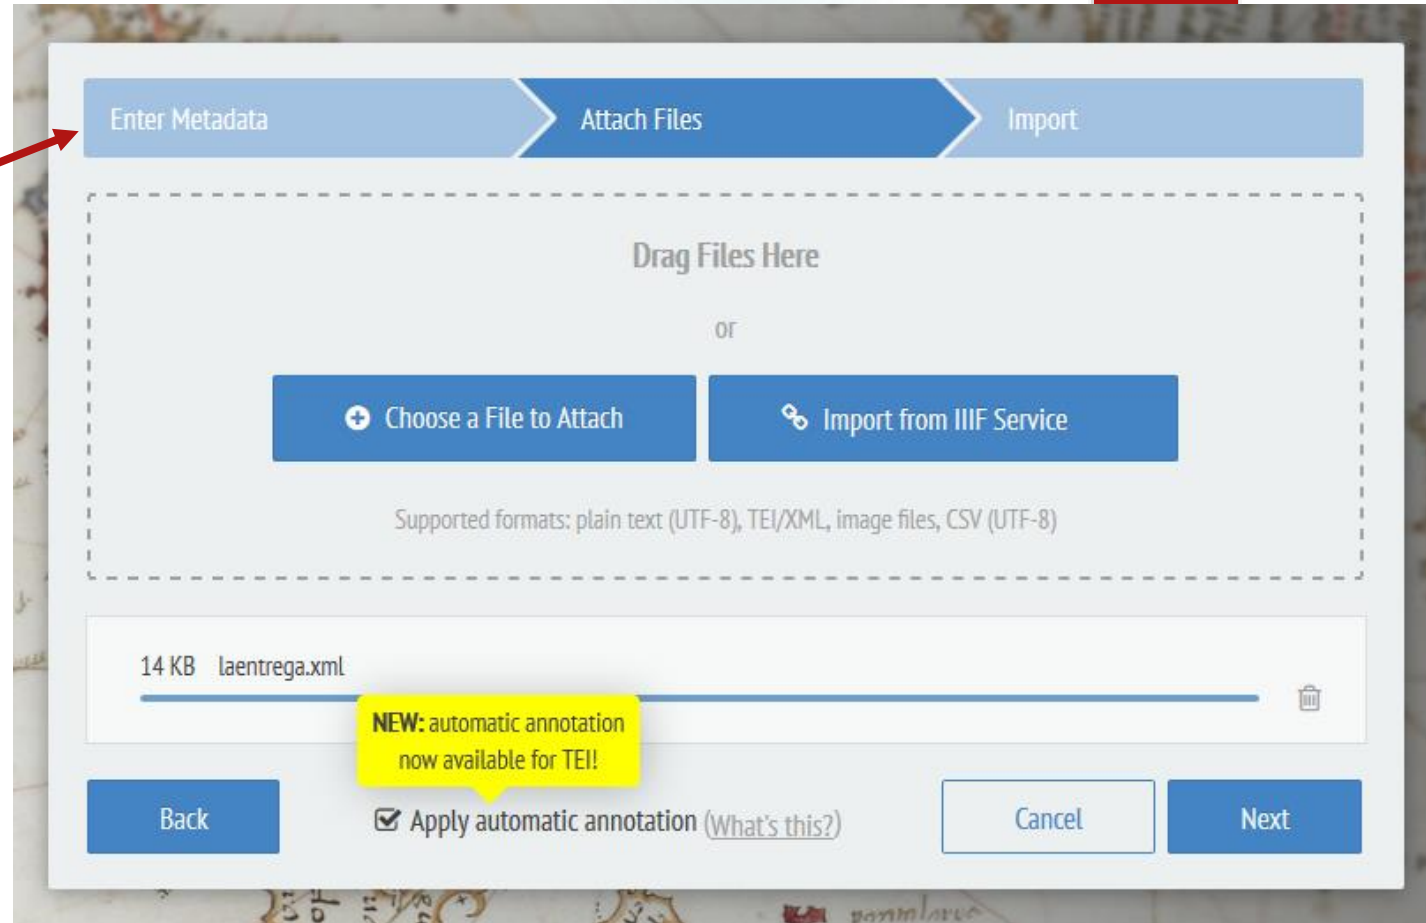 Enter Metadata
Attach Files
Import
Drag Files Here
or
Choose a File to Attach
Import from IIIF Service
Supported formats: plain text (UTF-8), TEI/XML, image files, CSV (UTF-8)
14 KB laentrega.xml
NEW: automatic annotation
now available for TEI!
Back
Apply automatic annotation (What's this?)
Cancel
Next